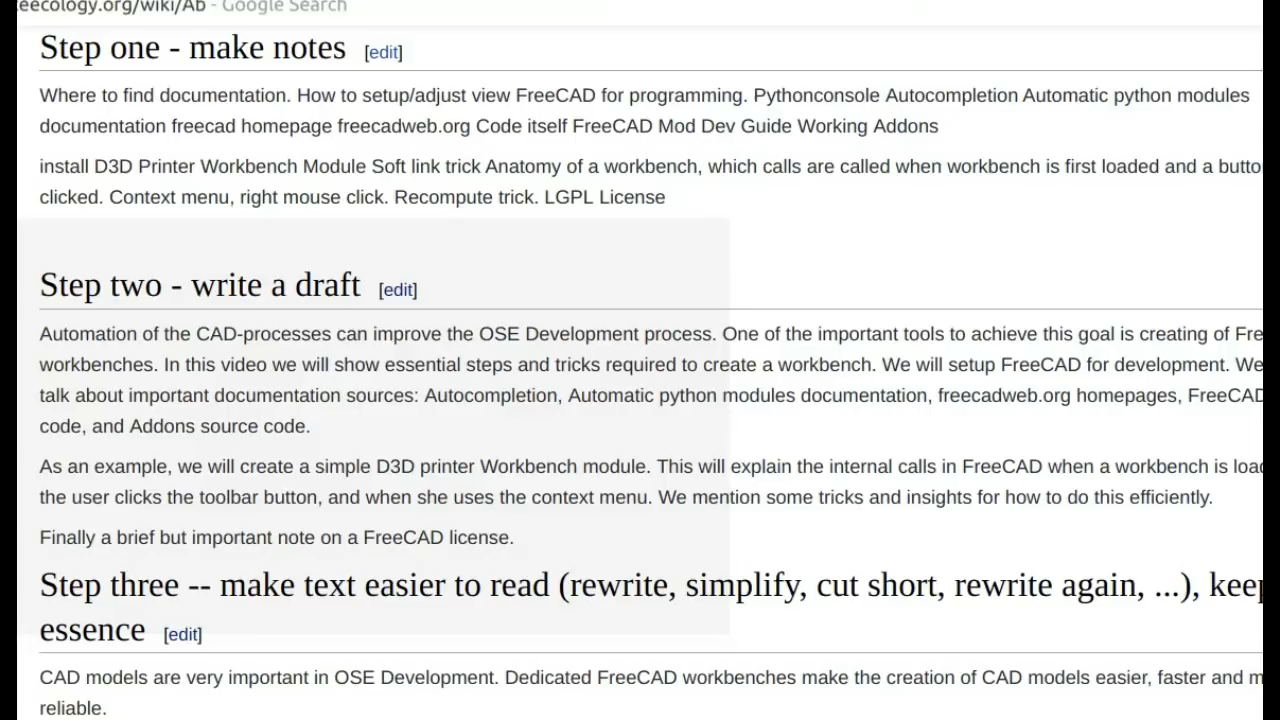 eecology.org/wiki/Ab - Google Search
Step one - make notes [edit]
Where to find documentation. How to setup/adjust view FreeCAD for programming. Pythonconsole Autocompletion Automatic python modules
documentation freecad homepage freecadweb.org Code itself FreeCAD Mod Dev Guide Working Addons
install D3D Printer Workbench Module Soft link trick Anatomy of a workbench, which calls are called when workbench is first loaded and a butto
clicked. Context menu, right mouse click. Recompute trick. LGPL License
Step two - write a draft [edit]
Automation of the CAD-processes can improve the OSE Development process. One of the important tools to achieve this goal is creating of Fre
workbenches. In this video we will show essential steps and tricks required to create a workbench. We will setup FreeCAD for development. We
talk about important documentation sources: Autocompletion, Automatic python modules documentation, freecadweb.org homepages, FreeCAD
code, and Addons source code.
As an example, we will create a simple D3D printer Workbench module. This will explain the internal calls in FreeCAD when a workbench is loa
the user clicks the toolbar button, and when she uses the context menu. We mention some tricks and insights for how to do this efficiently.
Finally a brief but important note on a FreeCAD license.
Step three -- make text easier to read (rewrite, simplify, cut short, rewrite again, ...), keep
essence [edit]
CAD models are very important in OSE Development. Dedicated FreeCAD workbenches make the creation of CAD models easier, faster and m
reliable.